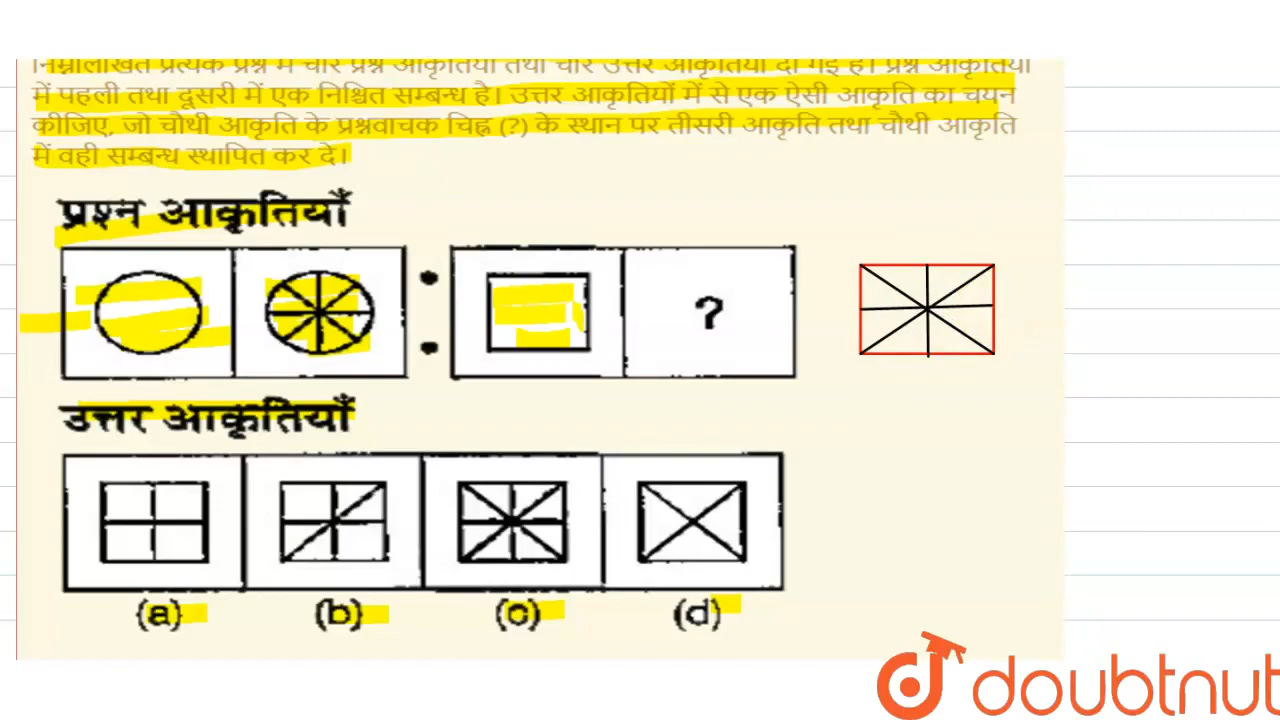 निम्नलिखित प्रत्येक प्रश्न में चार प्रश्न आकृतियाँ तथा चार उत्तर आकृतियाँ दी गई हैं। प्रश्न आकृतियों
में पहली तथा दूसरी में एक निश्चित सम्बन्ध है। उत्तर आकृतियों में से एक ऐसी आकृति का चयन
कीजिए, जो चौथी आकृति के प्रश्नवाचक चिह्न (?) के स्थान पर तीसरी आकृति तथा चौथी आकृति
में वही सम्बन्ध स्थापित कर दे।
प्रश्न आकृतियाँ
?
उत्तर आकृतियाँ
(a) (b) (c) (d)
doubtnut